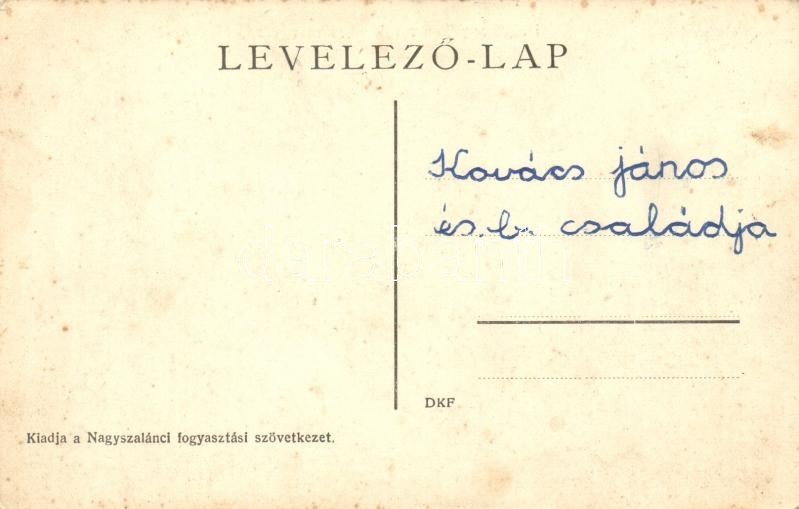 LEVELEZŐ-LAP
Kovács jános
és b. családja
DKF
Kiadja a Nagyszalánci fogyasztási szövetkezet.